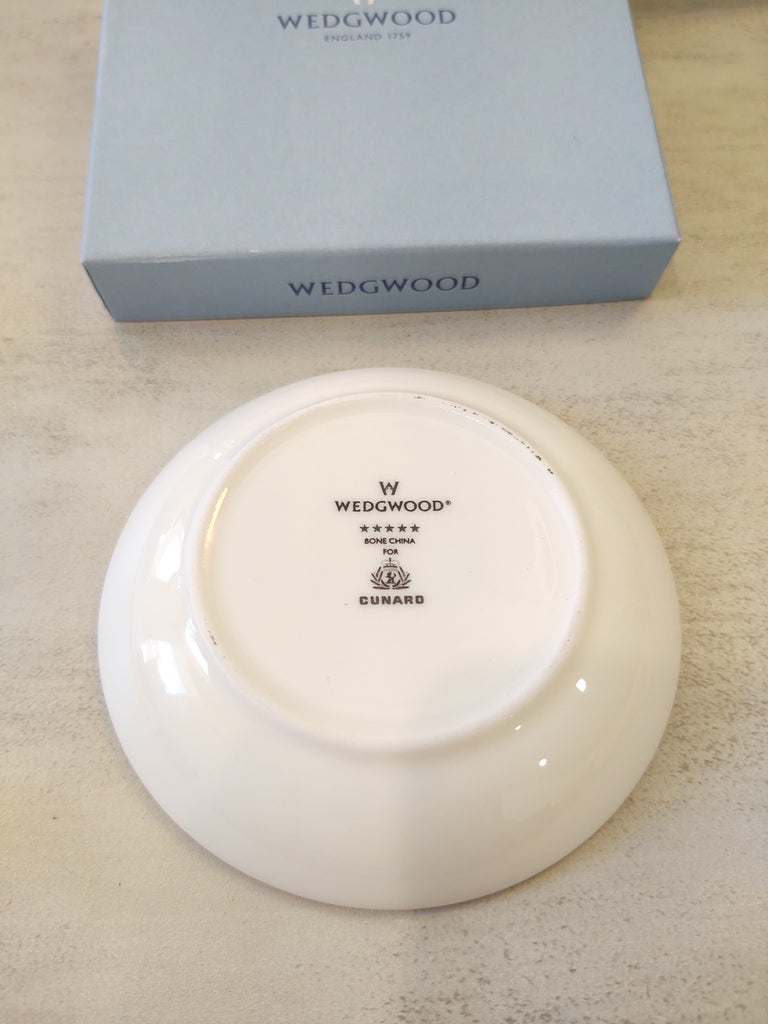 WEDGWOOD
ENGLAND 1759
WEDGWOOD
W
WEDGWOOD®
★★★★★
BONE CHINA
FOR
CUNARD